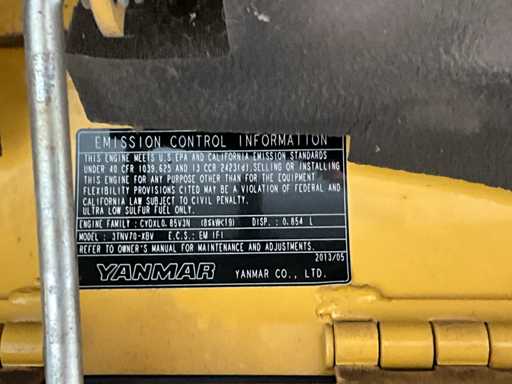 EMISSION CONTROL INFORMATION
THIS ENGINE MEETS U.S EPA AND CALIFORNIA EMISSION STANDARDS
UNDER 40 CFR 1039.625 AND 13 CCR 2423(d). SELLING OR INSTALLING
THIS ENGINE FOR ANY PURPOSE OTHER THAN FOR THE EQUIPMENT
FLEXIBILITY PROVISIONS CITED MAY BE A VIOLATION OF FEDERAL AND
CALIFORNIA LAW SUBJECT TO CIVIL PENALTY.
ULTRA LOW SULFUR FUEL ONLY.
ENGINE FAMILY : CYDXL0.85V3N DISP. : 0.854 L
MODEL : 3TNV70-XBV E.C.S.: EM IFI
REFER TO OWNER'S MANUAL FOR MAINTENANCE AND ADJUSTMENTS.
2013/05
YANMAR YANMAR CO., LTD.